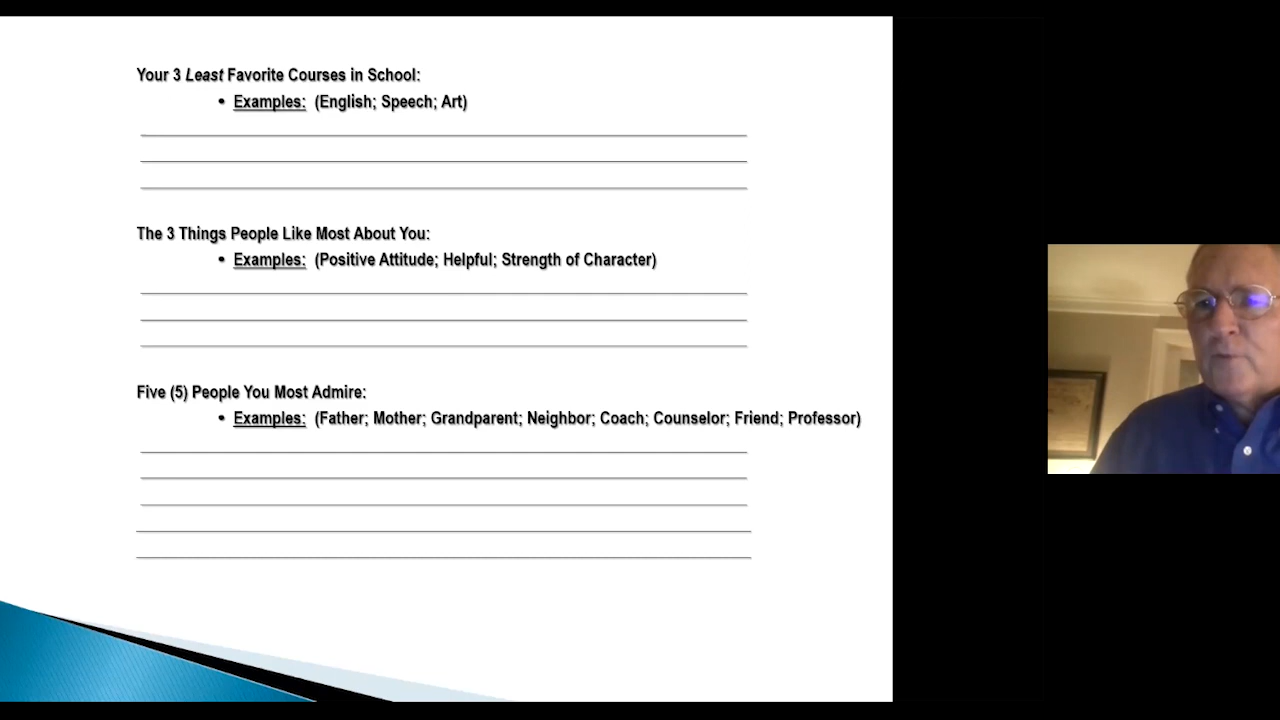 Your 3 Least Favorite Courses in School:
• Examples: (English; Speech; Art)
The 3 Things People Like Most About You:
• Examples: (Positive Attitude; Helpful; Strength of Character)
Five (5) People You Most Admire:
• Examples: (Father; Mother; Grandparent; Neighbor; Coach; Counselor; Friend; Professor)